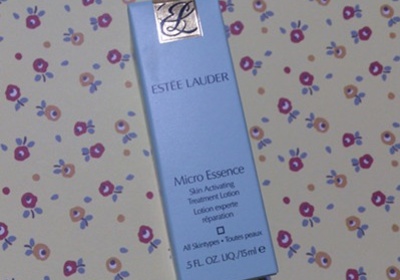 ESTĒE LAUDER
Micro Essence
Skin Activating
Treatment Lotion
Lotion experte
réparation
All Skintypes • Toutes peaux
.5 FL.OZ.LIQ./15ml e